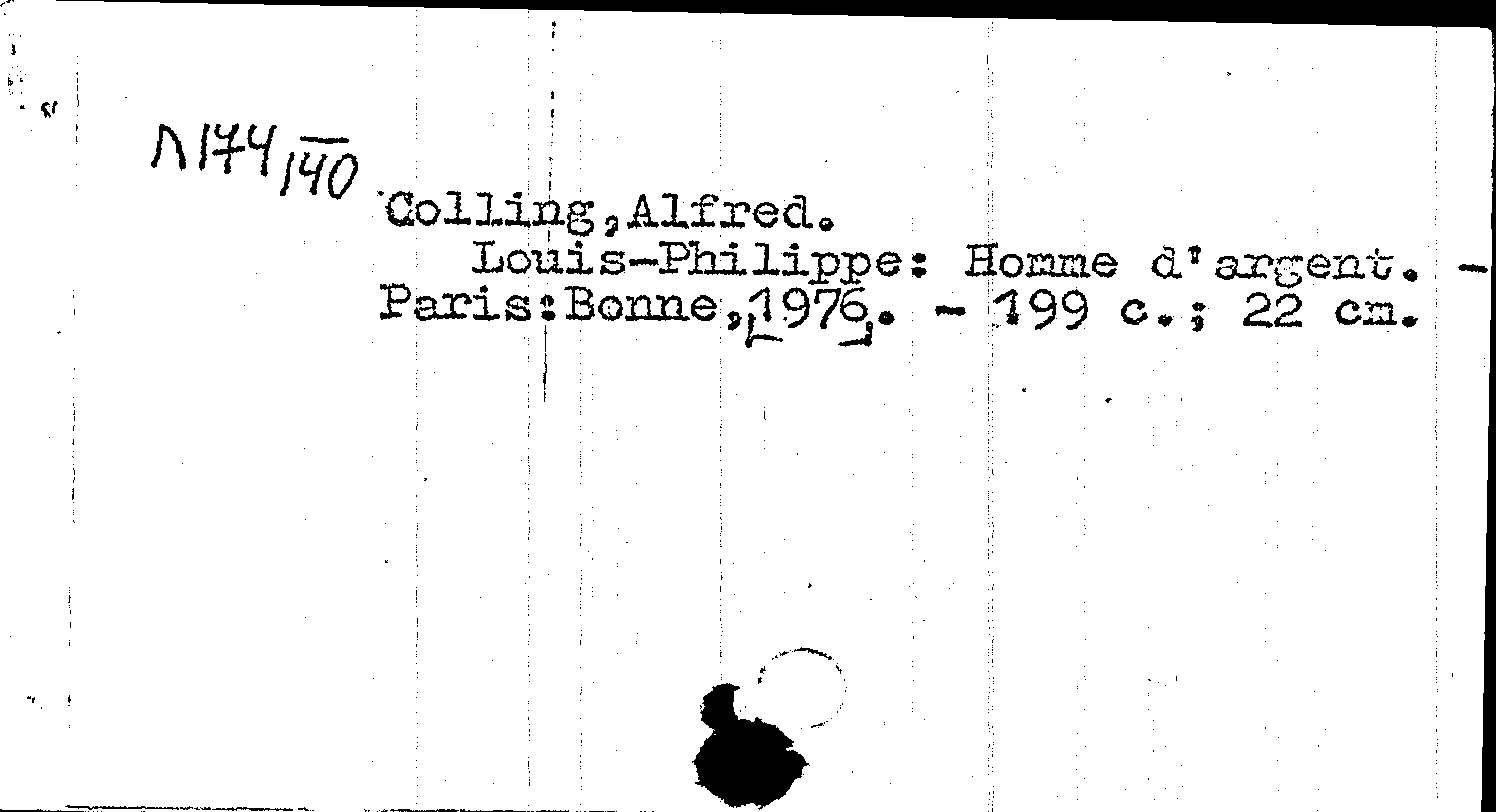 Л174/140
Colling,Alfred.
Louis-Philippe: Homme d'argent. -
Paris:Bonne,[1976]. - 199 с.; 22 cm.